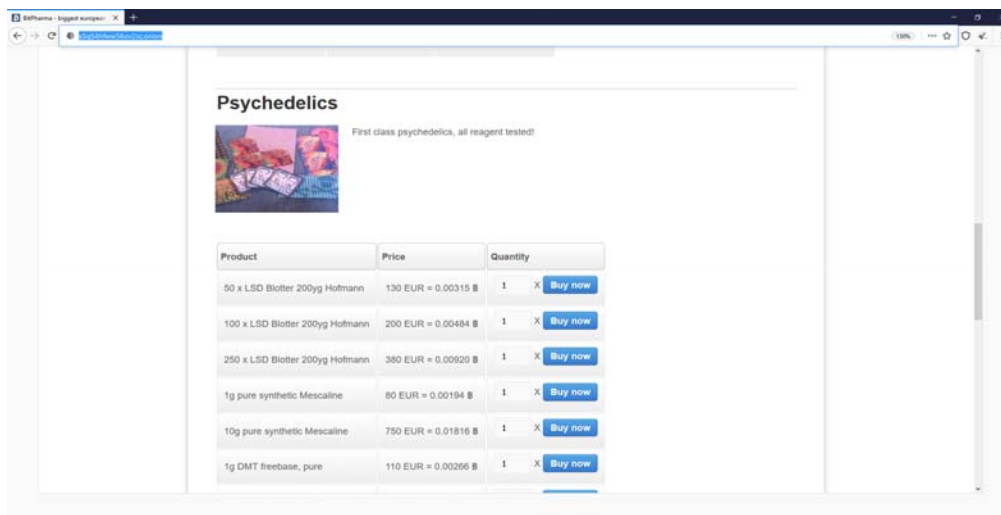 BitPharma - biggest european
150%
Psychedelics
First class psychedelics, all reagent tested!
Product Price Quantity
50 x LSD Blotter 200yg Hofmann 130 EUR = 0.00315 ฿ 1 X Buy now
100 x LSD Blotter 200yg Hofmann 200 EUR = 0.00484 ฿ 1 X Buy now
250 x LSD Blotter 200yg Hofmann 380 EUR = 0.00920 ฿ 1 X Buy now
1g pure synthetic Mescaline 80 EUR = 0.00194 ฿ 1 X Buy now
10g pure synthetic Mescaline 750 EUR = 0.01816 ฿ 1 X Buy now
1g DMT freebase, pure 110 EUR = 0.00266 ฿ 1 X Buy now